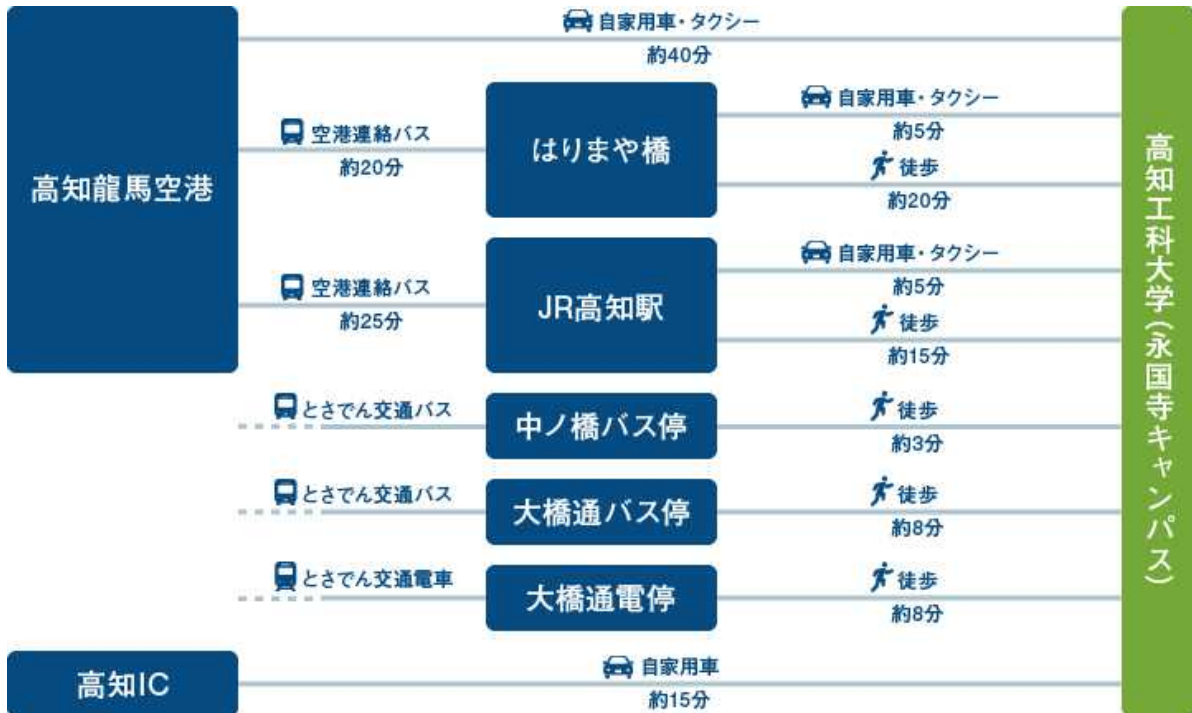 高知龍馬空港
自家用車・タクシー
約40分
空港連絡バス
約20分
はりまや橋
自家用車・タクシー
約5分
徒歩
約20分
空港連絡バス
約25分
JR高知駅
自家用車・タクシー
約5分
徒歩
約15分
とさでん交通バス
中ノ橋バス停
徒歩
約3分
とさでん交通バス
大橋通バス停
徒歩
約8分
とさでん交通電車
大橋通電停
徒歩
約8分
高知IC
自家用車
約15分
高知工科大学(永国寺キャンパス)